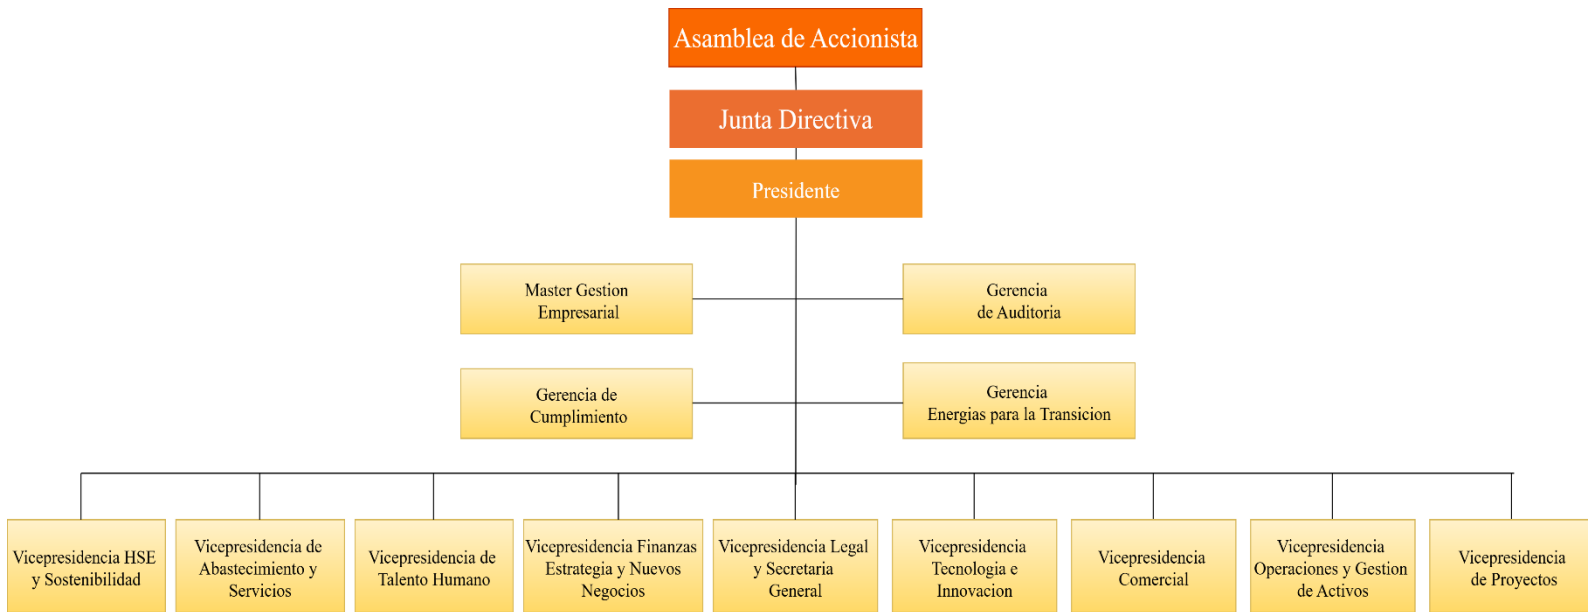 Asamblea de Accionista
Junta Directiva
Presidente
Master Gestion
Empresarial
Gerencia
de Auditoria
Gerencia de
Cumplimiento
Gerencia
Energias para la Transicion
Vicepresidencia HSE
y Sostenibilidad
Vicepresidencia de
Abastecimiento y
Servicios
Vicepresidencia de
Talento Humano
Vicepresidencia Finanzas
Estrategia y Nuevos
Negocios
Vicepresidencia Legal
y Secretaria
General
Vicepresidencia
Tecnologia e
Innovacion
Vicepresidencia
Comercial
Vicepresidencia
Operaciones y Gestion
de Activos
Vicepresidencia
de Proyectos